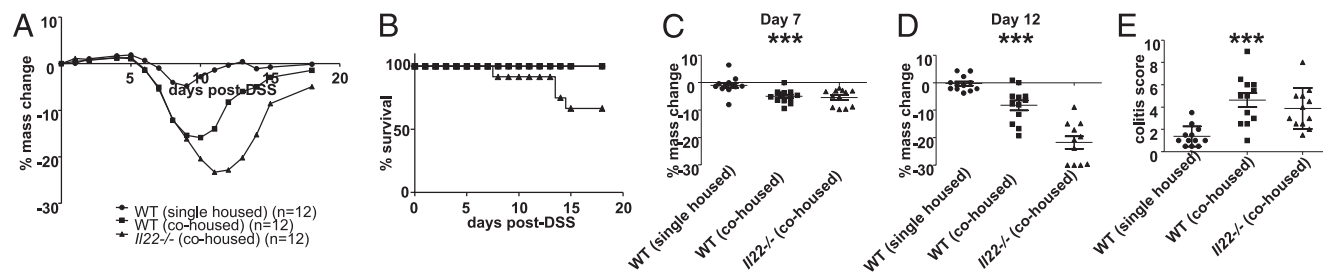 A
10
0
-10
-20
-30
% mass change
5
10
15
20
days post-DSS
WT (single housed) (n=12)
WT (co-housed) (n=12)
Il22-/- (co-housed) (n=12)
B
100
50
0
% survival
0
5
10
15
20
days post-DSS
C
Day 7
***
10
0
-10
-20
-30
% mass change
WT (single housed)
WT (co-housed)
Il22-/- (co-housed)
D
Day 12
***
10
0
-10
-20
-30
% mass change
WT (single housed)
WT (co-housed)
Il22-/- (co-housed)
E
***
10
8
6
4
2
0
colitis score
WT (single housed)
WT (co-housed)
Il22-/- (co-housed)